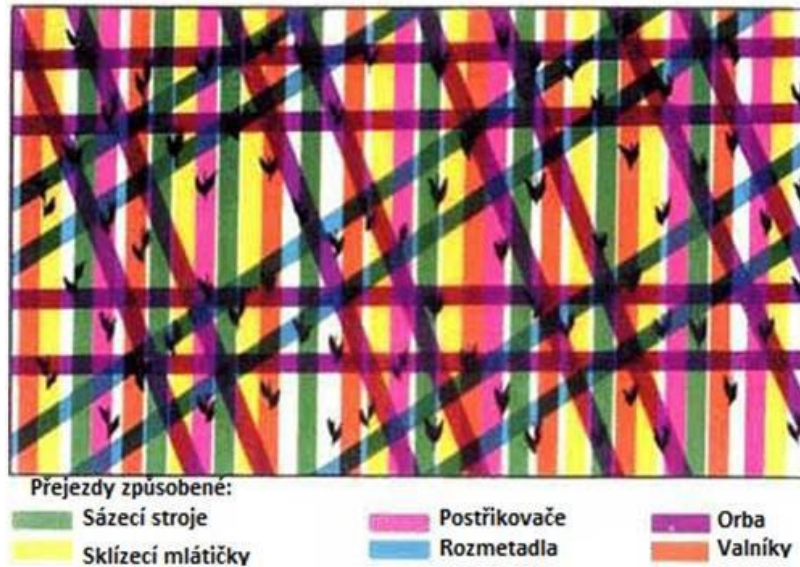 Přejezdy způsobené:
Sázecí stroje
Postřikovače
Orba
Sklízecí mlátičky
Rozmetadla
Valníky